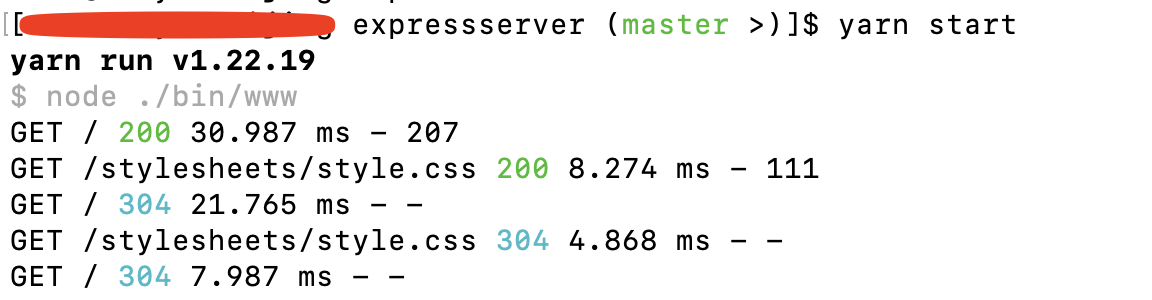 [[ expressserver (master >)]$ yarn start
yarn run v1.22.19
$ node ./bin/www
GET / 200 30.987 ms - 207
GET /stylesheets/style.css 200 8.274 ms - 111
GET / 304 21.765 ms - -
GET /stylesheets/style.css 304 4.868 ms - -
GET / 304 7.987 ms - -